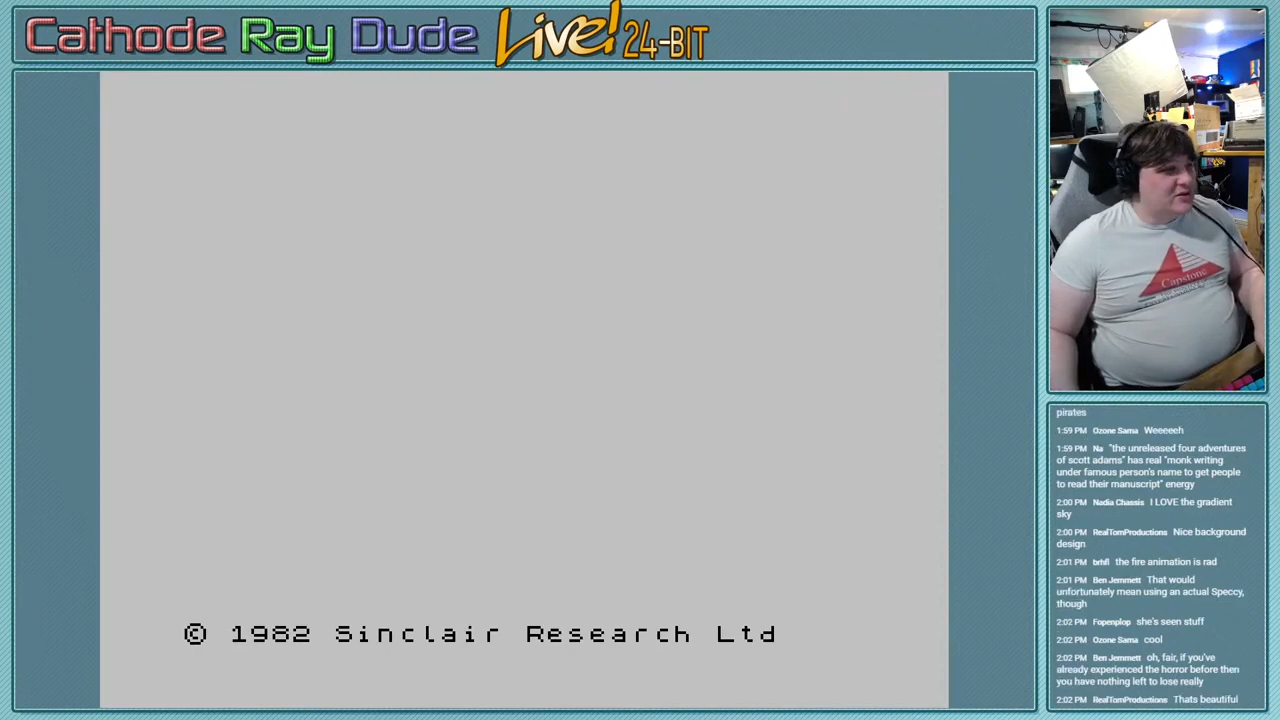 Cathode Ray Dude Live! 24-BIT
© 1982 Sinclair Research Ltd
Capstone
pirates
1:59 PM Ozone Sama Weeeeeh
1:59 PM Na "the unreleased four adventures
of scott adams" has real "monk writing
under famous person's name to get people
to read their manuscript" energy
2:00 PM Nadia Chassis I LOVE the gradient
sky
2:00 PM RealTomProductions Nice background
design
2:01 PM brhfl the fire animation is rad
2:01 PM Ben Jemmett That would
unfortunately mean using an actual Speccy,
though
2:02 PM Fopenplop she's seen stuff
2:02 PM Ozone Sama cool
2:02 PM Ben Jemmett oh, fair, if you've
already experienced the horror before then
you have nothing left to lose really
2:02 PM RealTomProductions Thats beautiful